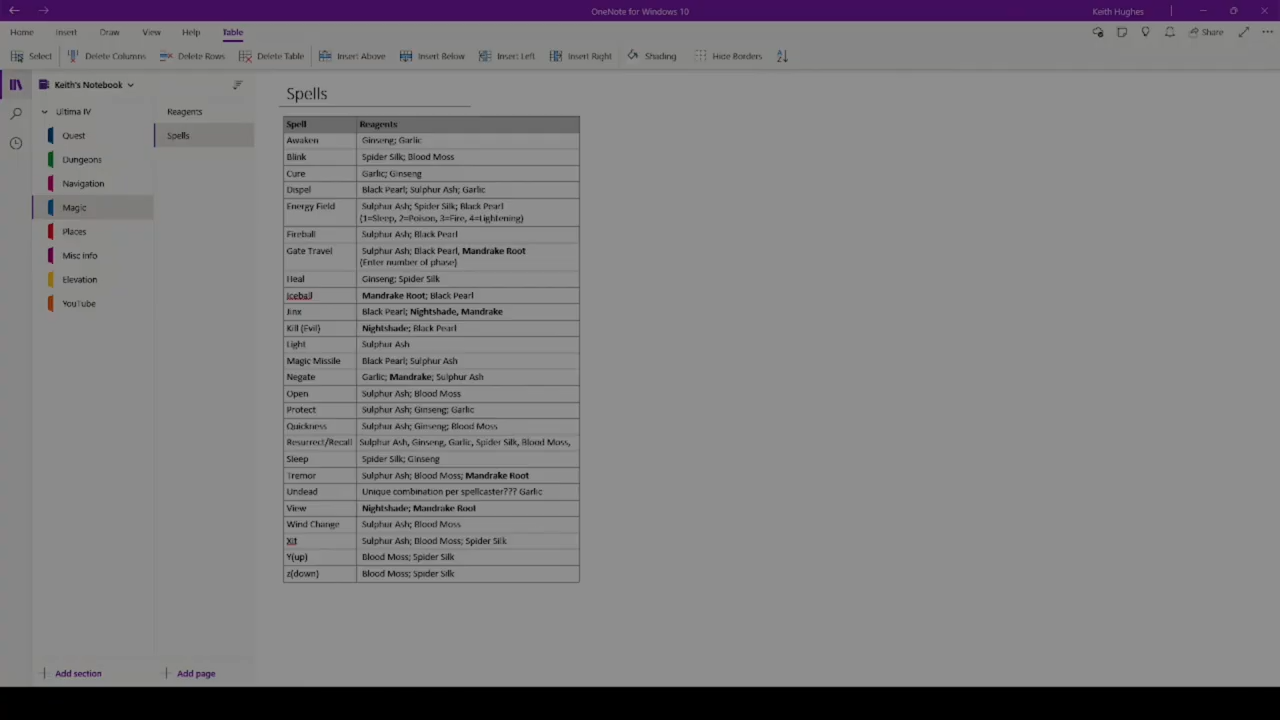 OneNote for Windows 10
Keith Hughes
Home Insert Draw View Help Table
Share
Select Delete Columns Delete Rows Delete Table Insert Above Insert Below Insert Left Insert Right Shading Hide Borders
Keith's Notebook
Ultima IV
Quest
Dungeons
Navigation
Magic
Places
Misc Info
Elevation
YouTube
Reagents
Spells
Spells
Spell Reagents
Awaken Ginseng; Garlic
Blink Spider Silk; Blood Moss
Cure Garlic; Ginseng
Dispel Black Pearl; Sulphur Ash; Garlic
Energy Field Sulphur Ash; Spider Silk; Black Pearl
(1=Sleep, 2=Poison, 3=Fire, 4=Lightening)
Fireball Sulphur Ash; Black Pearl
Gate Travel Sulphur Ash; Black Pearl, Mandrake Root
(Enter number of phase)
Heal Ginseng; Spider Silk
Iceball Mandrake Root; Black Pearl
Jinx Black Pearl; Nightshade, Mandrake
Kill (Evil) Nightshade; Black Pearl
Light Sulphur Ash
Magic Missile Black Pearl; Sulphur Ash
Negate Garlic; Mandrake; Sulphur Ash
Open Sulphur Ash; Blood Moss
Protect Sulphur Ash; Ginseng; Garlic
Quickness Sulphur Ash; Ginseng; Blood Moss
Resurrect/Recall Sulphur Ash, Ginseng, Garlic, Spider Silk, Blood Moss,
Sleep Spider Silk; Ginseng
Tremor Sulphur Ash; Blood Moss; Mandrake Root
Undead Unique combination per spellcaster??? Garlic
View Nightshade; Mandrake Root
Wind Change Sulphur Ash; Blood Moss
Xit Sulphur Ash; Blood Moss; Spider Silk
Y(up) Blood Moss; Spider Silk
z(down) Blood Moss; Spider Silk
Add section
Add page